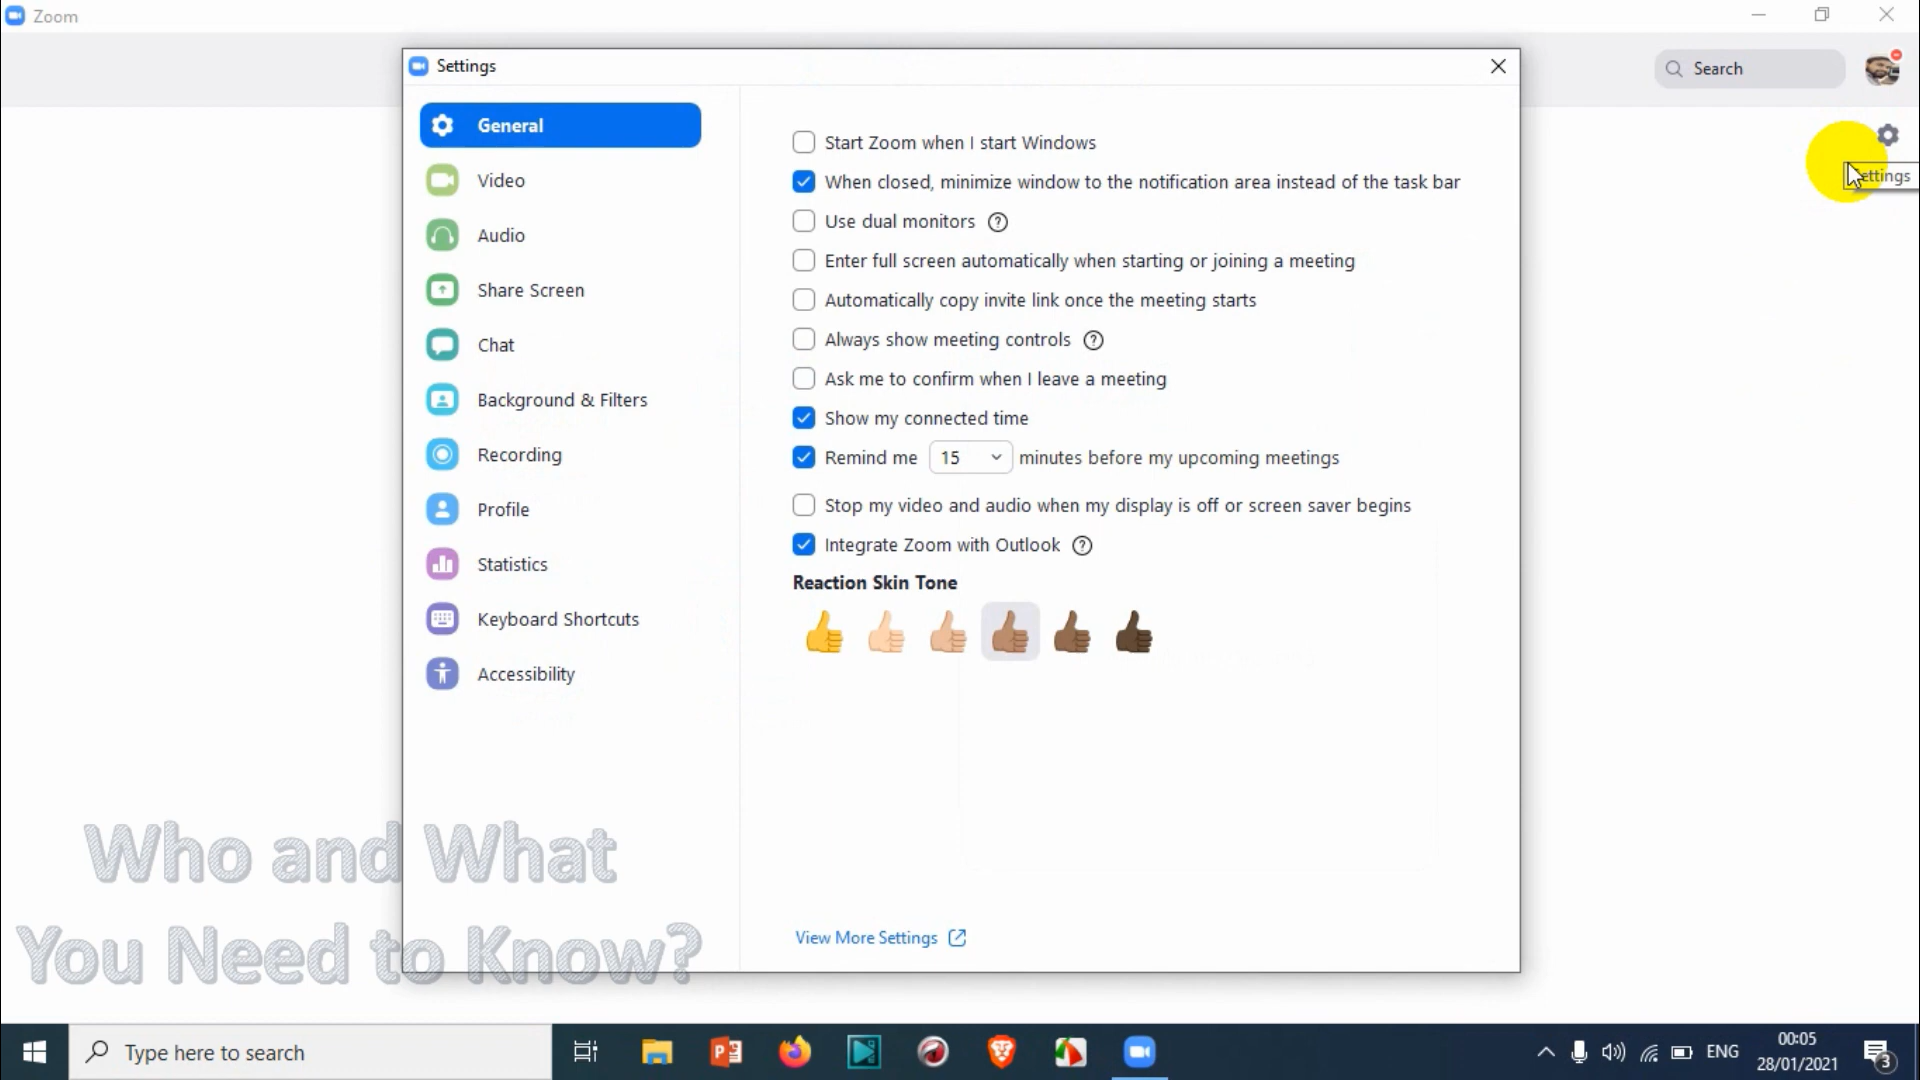 Zoom
Settings
Search
General
Start Zoom when I start Windows
Video
When closed, minimize window to the notification area instead of the task bar
ettings
Audio
Use dual monitors ?
Enter full screen automatically when starting or joining a meeting
Share Screen
Automatically copy invite link once the meeting starts
Chat
Always show meeting controls ?
Ask me to confirm when I leave a meeting
Background & Filters
Show my connected time
Recording
Remind me 15 minutes before my upcoming meetings
Profile
Stop my video and audio when my display is off or screen saver begins
Integrate Zoom with Outlook ?
Statistics
Reaction Skin Tone
Keyboard Shortcuts
Accessibility
Who and What
You Need to Know?
View More Settings
Type here to search
ENG
00:05
28/01/2021
3